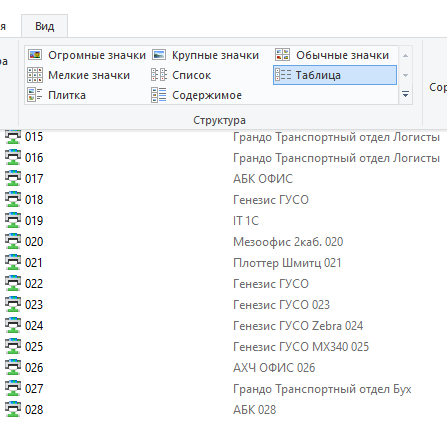 я Вид
Огромные значки Крупные значки Обычные значки
ра Мелкие значки Список Таблица
Плитка Содержимое
Сор
Структура
015 Грандо Транспортный отдел Логисты
016 Грандо Транспортный отдел Логисты
017 АБК ОФИС
018 Генезис ГУСО
019 IT 1C
020 Мезоофис 2каб. 020
021 Плоттер Шмитц 021
022 Генезис ГУСО
023 Генезис ГУСО 023
024 Генезис ГУСО Zebra 024
025 Генезис ГУСО MX340 025
026 АХЧ ОФИС 026
027 Грандо Транспортный отдел Бух
028 АБК 028